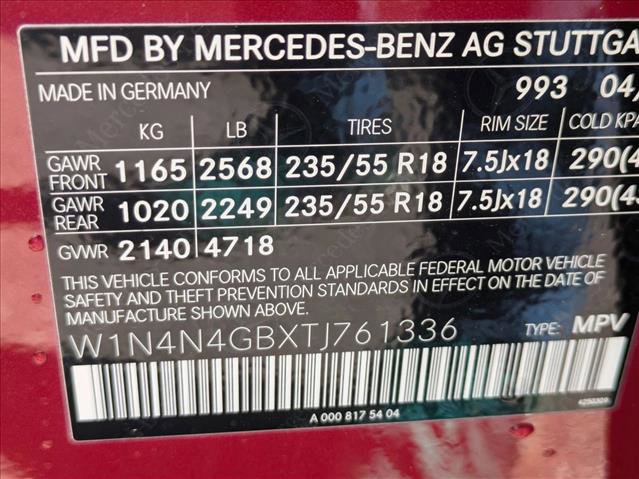 MFD BY MERCEDES-BENZ AG STUTTGA
MADE IN GERMANY 993 04/
KG LB TIRES RIM SIZE COLD KPA
GAWR FRONT 1165 2568 235/55 R18 7.5Jx18 290(4
GAWR REAR 1020 2249 235/55 R18 7.5Jx18 290(4
GVWR 2140 4718
THIS VEHICLE CONFORMS TO ALL APPLICABLE FEDERAL MOTOR VEHICLE
SAFETY AND THEFT PREVENTION STANDARDS IN EFFECT ON THE DATE OF
MANUFACTURE SHOWN ABOVE.
W1N4N4GBXTJ761336 TYPE: MPV
A 000 817 54 04 4250309